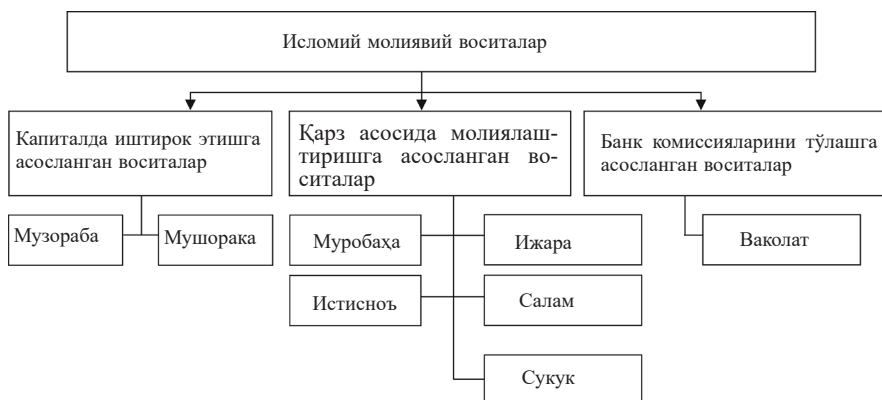 Исломий молиявий воситалар
Капиталда иштирок этишга
асосланган воситалар
Қарз асосида молиялаш-
тиришга асосланган во-
ситалар
Банк комиссияларини тўлашга
асосланган воситалар
Музораба
Мушорака
Муробаҳа
Ижара
Ваколат
Истисноъ
Салам
Сукук